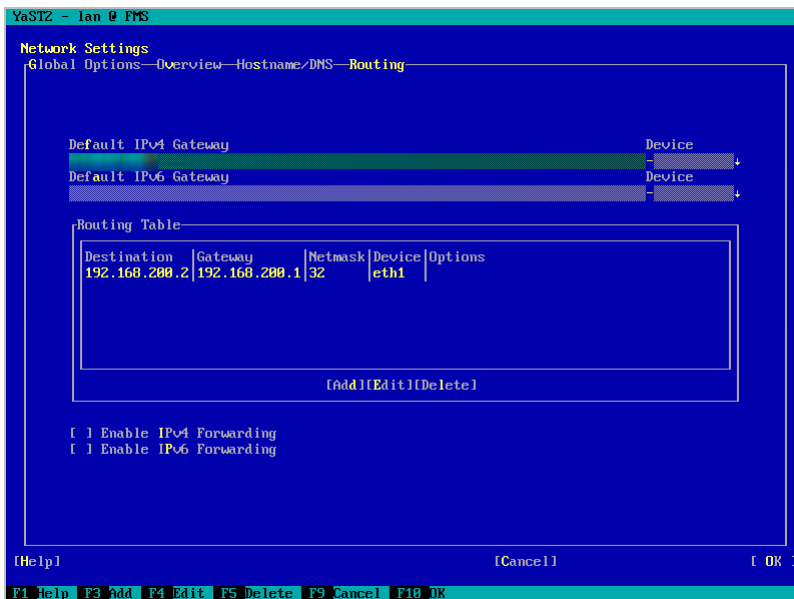 YaST2 - lan @ FMS
Network Settings
Global Options—Overview—Hostname/DNS—Routing
Default IPv4 Gateway Device
Default IPv6 Gateway Device
Routing Table
Destination |Gateway |Netmask|Device|Options
192.168.200.2|192.168.200.1|32 |eth1 |
[Add][Edit][Delete]
[ ] Enable IPv4 Forwarding
[ ] Enable IPv6 Forwarding
[Help] [Cancel] [ OK ]
F1 Help F3 Add F4 Edit F5 Delete F9 Cancel F10 OK